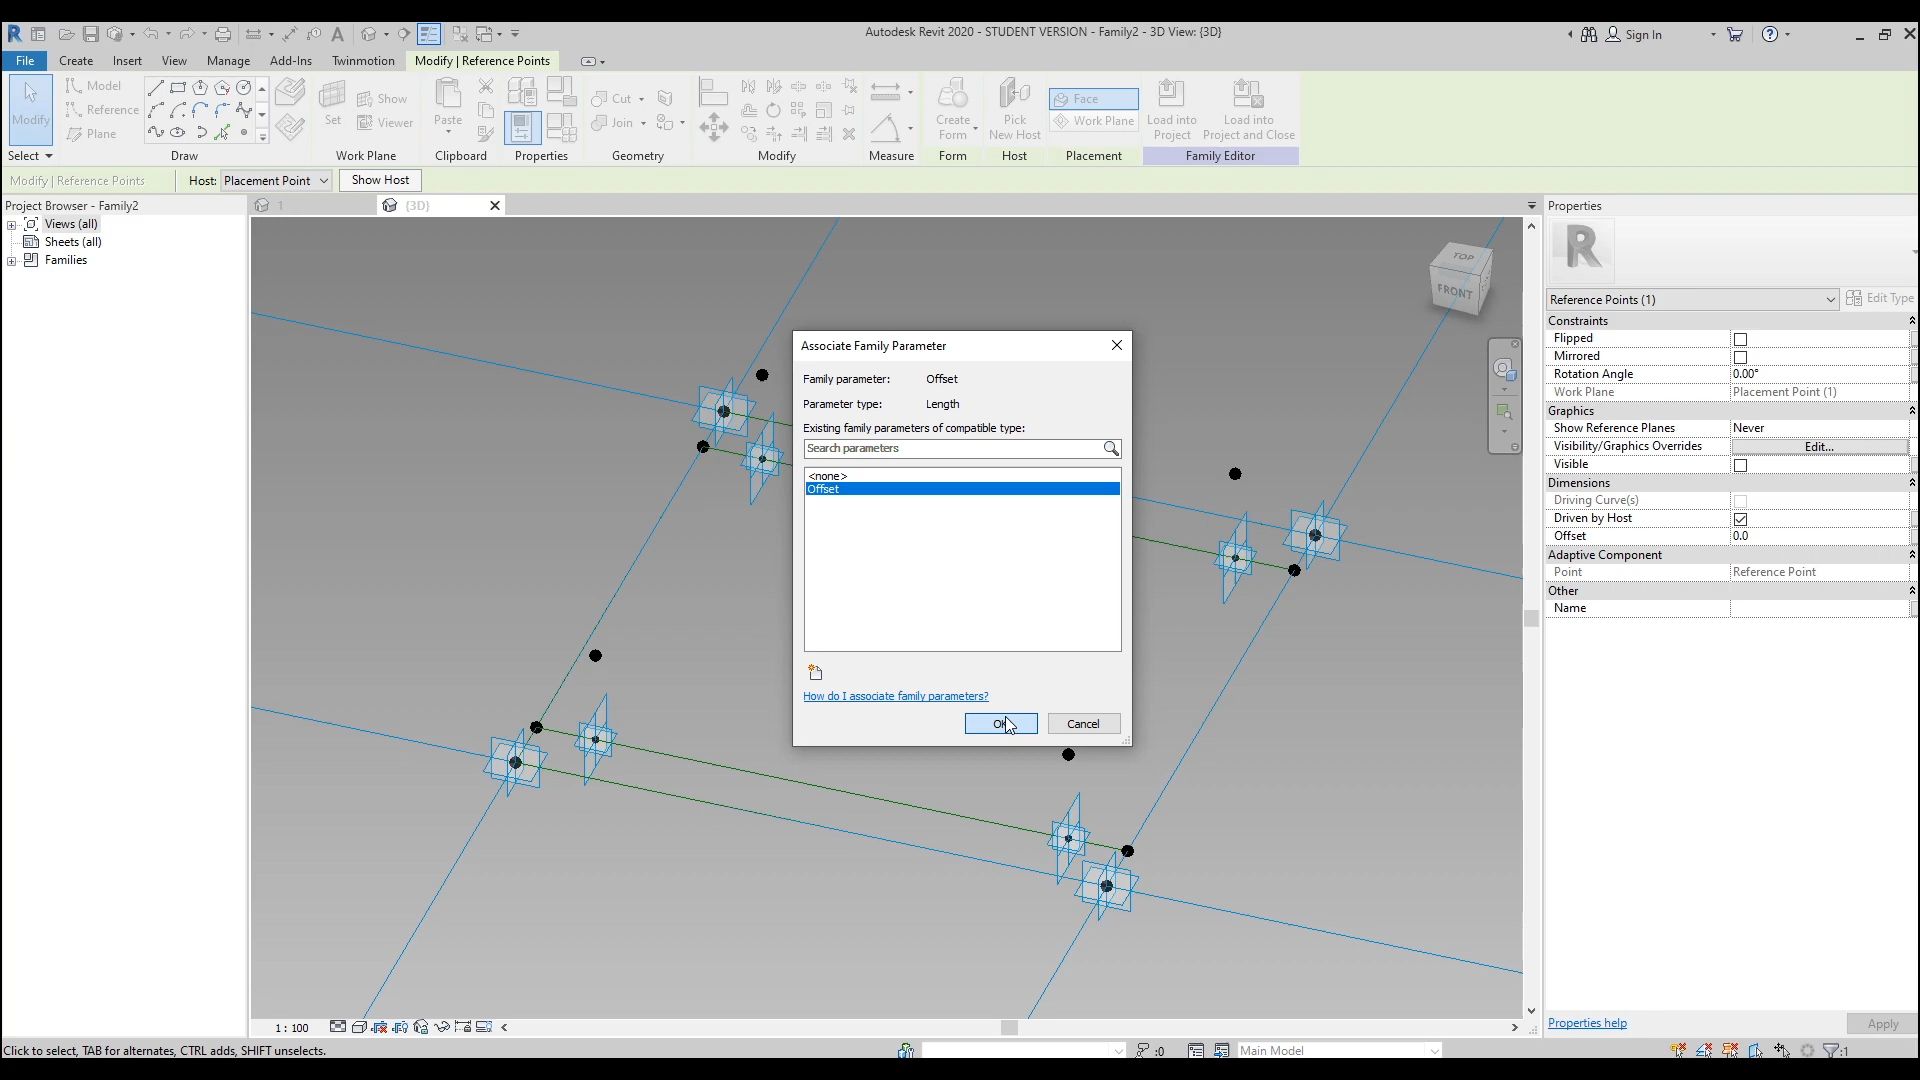 Autodesk Revit 2020 - STUDENT VERSION - Family2 - 3D View: {3D}
Sign In
File Create Insert View Manage Add-Ins Twinmotion Modify | Reference Points
Modify
Model
Reference
Plane
Set
Show
Viewer
Paste
Cut
Join
Create
Form
Pick
New Host
Face
Work Plane
Load into
Project
Load into
Project and Close
Select Draw Work Plane Clipboard Properties Geometry Modify Measure Form Host Placement Family Editor
Modify | Reference Points Host: Placement Point Show Host
Project Browser - Family2
Views (all)
Sheets (all)
Families
1 {3D}
TOP
FRONT
Associate Family Parameter
Family parameter: Offset
Parameter type: Length
Existing family parameters of compatible type:
Search parameters
<none>
Offset
How do I associate family parameters?
OK Cancel
Properties
R
Reference Points (1) Edit Type
Constraints
Flipped
Mirrored
Rotation Angle 0.00°
Work Plane Placement Point (1)
Graphics
Show Reference Planes Never
Visibility/Graphics Overrides Edit...
Visible
Dimensions
Driving Curve(s)
Driven by Host
Offset 0.0
Adaptive Component
Point Reference Point
Other
Name
Properties help Apply
1 : 100
Click to select, TAB for alternates, CTRL adds, SHIFT unselects. :0 Main Model :1